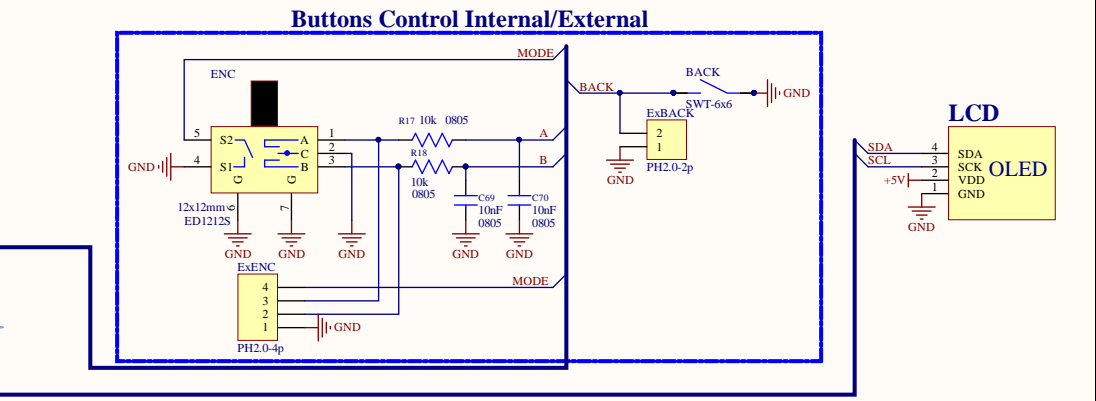 Buttons Control Internal/External
MODE
ENC
BACK
BACK
GND
SWT-6x6
ExBACK
2
1
PH2.0-2p
GND
R17 10k 0805
R18
10k
0805
5 S2 A 1
C 2
GND 4 S1 B 3
G G
6 7
12x12mm
ED1212S
A
B
C69
10nF
0805
C70
10nF
0805
GND GND GND GND GND
ExENC
4
3
2
1
MODE
GND
PH2.0-4p
LCD
SDA 4 SDA
SCL 3 SCK
+5V 2 VDD
1 GND
OLED
GND